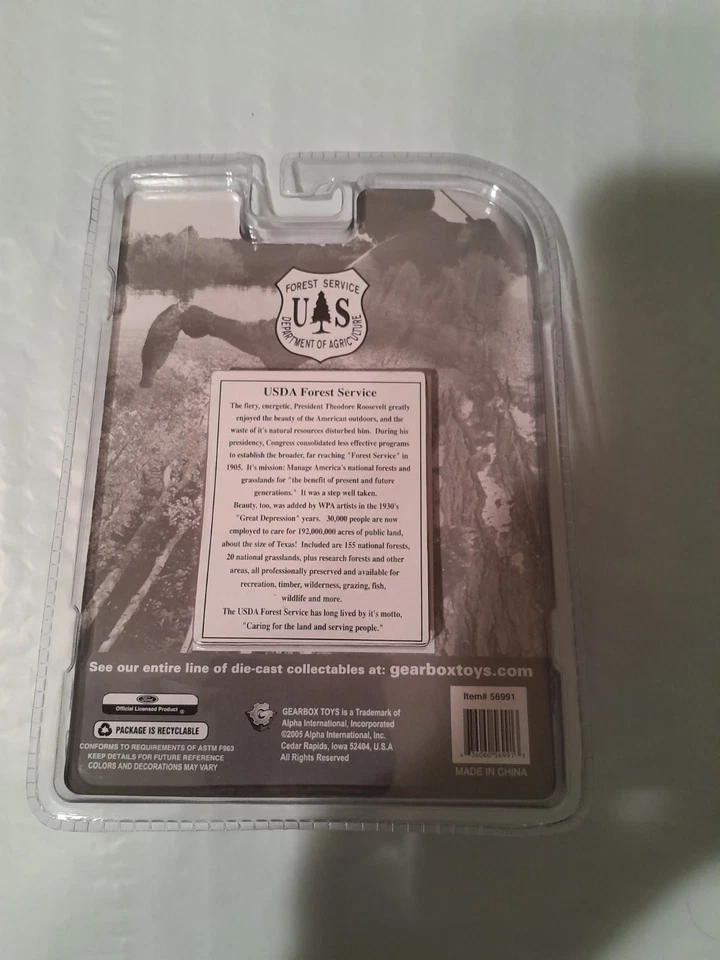 FOREST SERVICE
U S
DEPARTMENT OF AGRICULTURE
USDA Forest Service
The fiery, energetic, President Theodore Roosevelt greatly
enjoyed the beauty of the American outdoors, and the
waste of it's natural resources disturbed him. During his
presidency, Congress consolidated less effective programs
to establish the broader, far reaching "Forest Service" in
1905. It's mission: Manage America's national forests and
grasslands for "the benefit of present and future
generations." It was a step well taken.
Beauty, too, was added by WPA artists in the 1930's
"Great Depression" years. 30,000 people are now
employed to care for 192,000,000 acres of public land,
about the size of Texas! Included are 155 national forests,
20 national grasslands, plus research forests and other
areas, all professionally preserved and available for
recreation, timber, wilderness, grazing, fish,
wildlife and more.
The USDA Forest Service has long lived by it's motto,
"Caring for the land and serving people."
See our entire line of die-cast collectables at: gearboxtoys.com
Ford
Official Licensed Product
PACKAGE IS RECYCLABLE
CONFORMS TO REQUIREMENTS OF ASTM F963
KEEP DETAILS FOR FUTURE REFERENCE
COLORS AND DECORATIONS MAY VARY
GEARBOX TOYS is a Trademark of
Alpha International, Incorporated
©2005 Alpha International, Inc.
Cedar Rapids, Iowa 52404, U.S.A
All Rights Reserved
Item# 56991
MADE IN CHINA